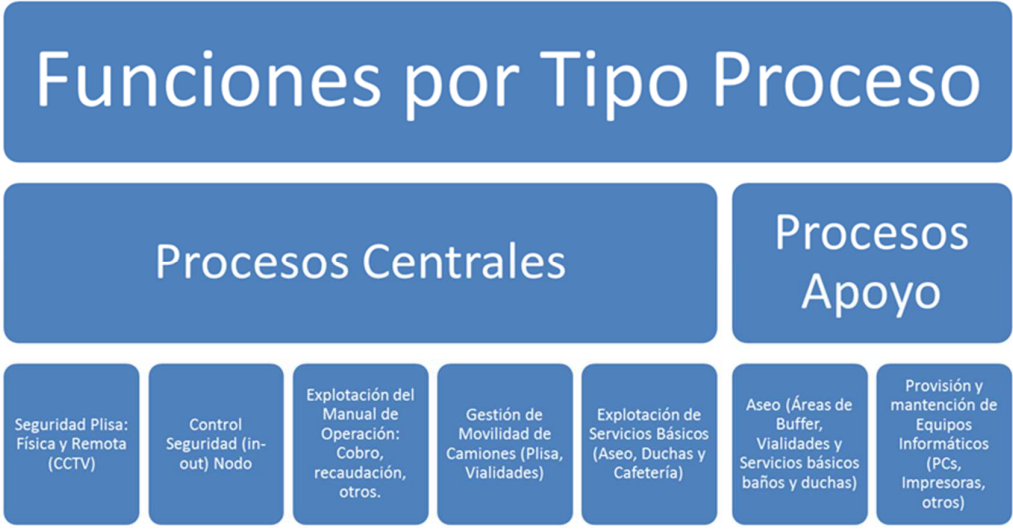 Funciones por Tipo Proceso
Procesos Centrales
Procesos
Apoyo
Seguridad Plisa:
Física y Remota
(CCTV)
Control
Seguridad (in-
out) Nodo
Explotación del
Manual de
Operación:
Cobro,
recaudación,
otros.
Gestión de
Movilidad de
Camiones (Plisa,
Vialidades)
Explotación de
Servicios Básicos
(Aseo, Duchas y
Cafetería)
Aseo (Áreas de
Buffer,
Vialidades y
Servicios básicos
baños y duchas)
Provisión y
mantención de
Equipos
Informáticos
(PCs,
Impresoras,
otros)